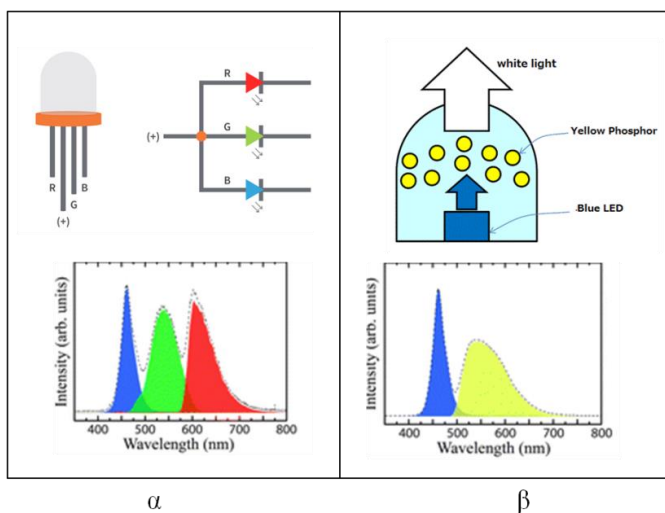 R
(+)
G
B
(+)
R
G
B
Intensity (arb. units)
400 500 600 700 800
Wavelength (nm)
white light
Yellow Phosphor
Blue LED
Intensity (arb. units)
400 500 600 700 800
Wavelength (nm)
α
β